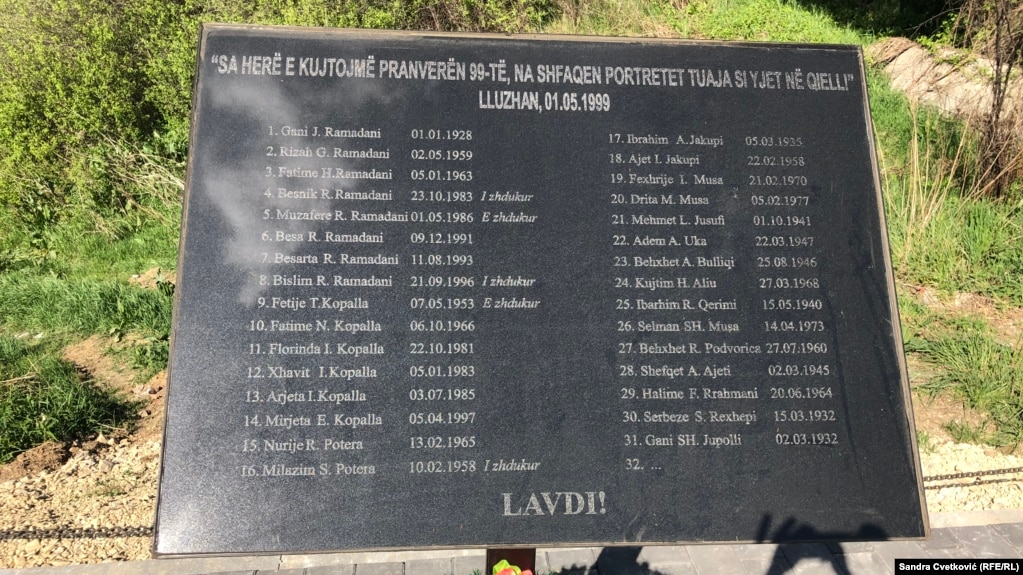 "SA HERË E KUJTOJMË PRANVERËN 99-TË, NA SHFAQEN PORTRETET TUAJA SI YJET NË QIELL!"
LLUZHAN, 01.05.1999
1. Gani J. Ramadani 01.01.1928
2. Rizah G. Ramadani 02.05.1959
3. Fatime H.Ramadani 05.01.1963
4. Besnik R. Ramadani 23.10.1983 I zhdukur
5. Muzafere R. Ramadani 01.05.1986 E zhdukur
6. Besa R. Ramadani 09.12.1991
7. Besarta R. Ramadani 11.08.1993
8. Bislim R. Ramadani 21.09.1996 I zhdukur
9. Fetije T.Kopalla 07.05.1953 E zhdukur
10. Fatime N. Kopalla 06.10.1966
11. Florinda I. Kopalla 22.10.1981
12. Xhavit I.Kopalla 05.01.1983
13. Arjeta I.Kopalla 03.07.1985
14. Mirjeta E. Kopalla 05.04.1997
15. Nurije R. Potera 13.02.1965
16. Milazim S. Potera 10.02.1958 I zhdukur
17. Ibrahim A.Jakupi 05.03.1935
18. Ajet I. Jakupi 22.02.1958
19. Fexhrije I. Musa 21.02.1970
20. Drita M. Musa 05.02.1977
21. Mehmet L. Jusufi 01.10.1941
22. Adem A. Uka 22.03.1947
23. Behxhet A. Bulliqi 25.08.1946
24. Kujtim H. Aliu 27.03.1968
25. Ibarhim R. Qerimi 15.05.1940
26. Selman SH. Musa 14.04.1973
27. Behxhet R. Podvorica 27.07.1960
28. Shefqet A. Ajeti 02.03.1945
29. Halime F. Rrahmani 20.06.1964
30. Serbeze S. Rexhepi 15.03.1932
31. Gani SH. Jupolli 02.03.1932
32. ...
LAVDI!
Sandra Cvetković (RFE/RL)